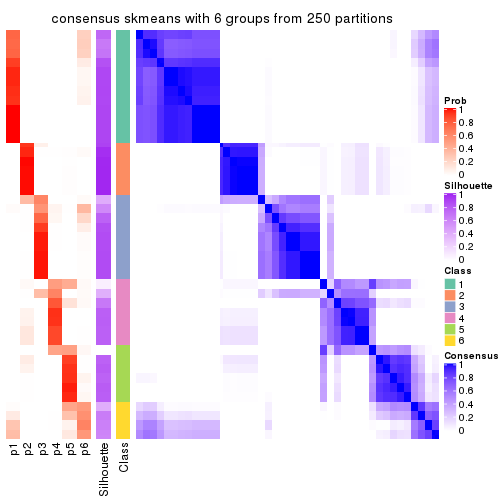 consensus skmeans with 6 groups from 250 partitions
Prob
1
0.8
0.6
0.4
0.2
0
Silhouette
1
0.8
0.6
0.4
0.2
0
Class
1
2
3
4
5
6
Consensus
1
0.8
0.6
0.4
0.2
0
p1
p2
p3
p4
p5
p6
Silhouette
Class